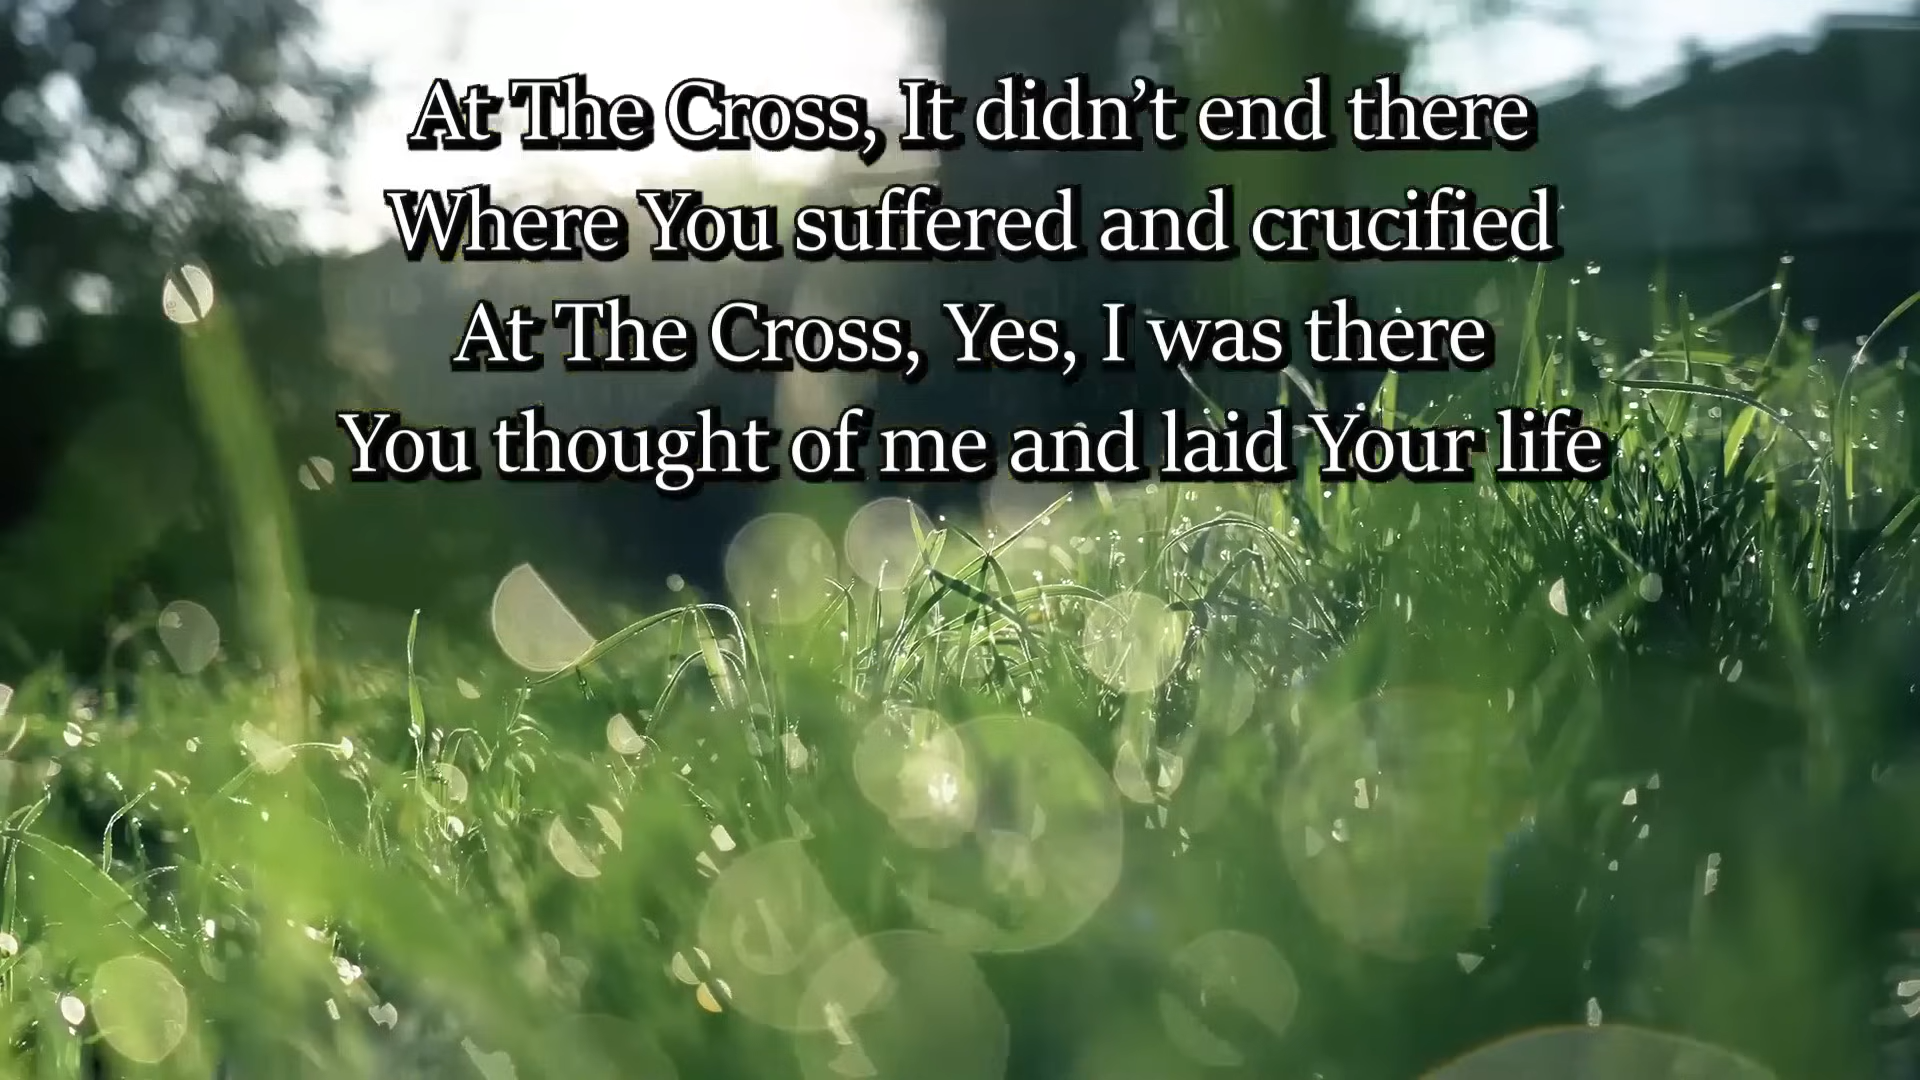 At The Cross, It didn’t end there
Where You suffered and crucified
At The Cross, Yes, I was there
You thought of me and laid Your life